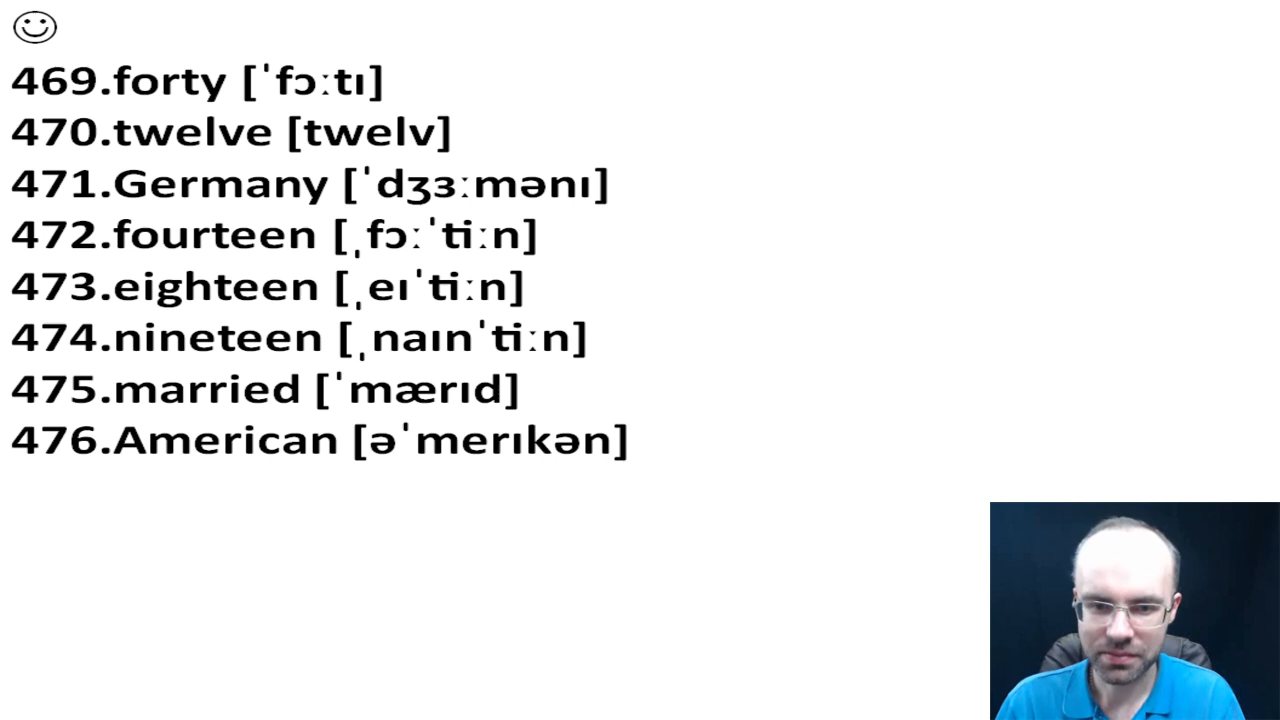 469.forty [ˈfɔːtɪ]
470.twelve [twelv]
471.Germany [ˈdʒɜːmənɪ]
472.fourteen [ˌfɔːˈtiːn]
473.eighteen [ˌeɪˈtiːn]
474.nineteen [ˌnaɪnˈtiːn]
475.married [ˈmærɪd]
476.American [əˈmerɪkən]